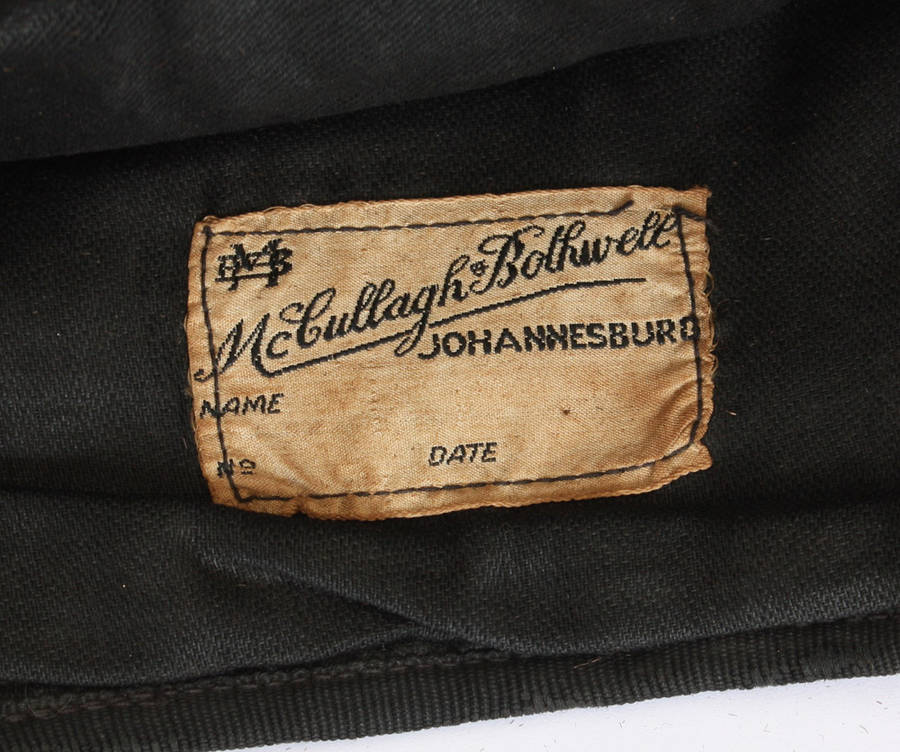 McCullagh & Bothwell
JOHANNESBURG
NAME
No DATE